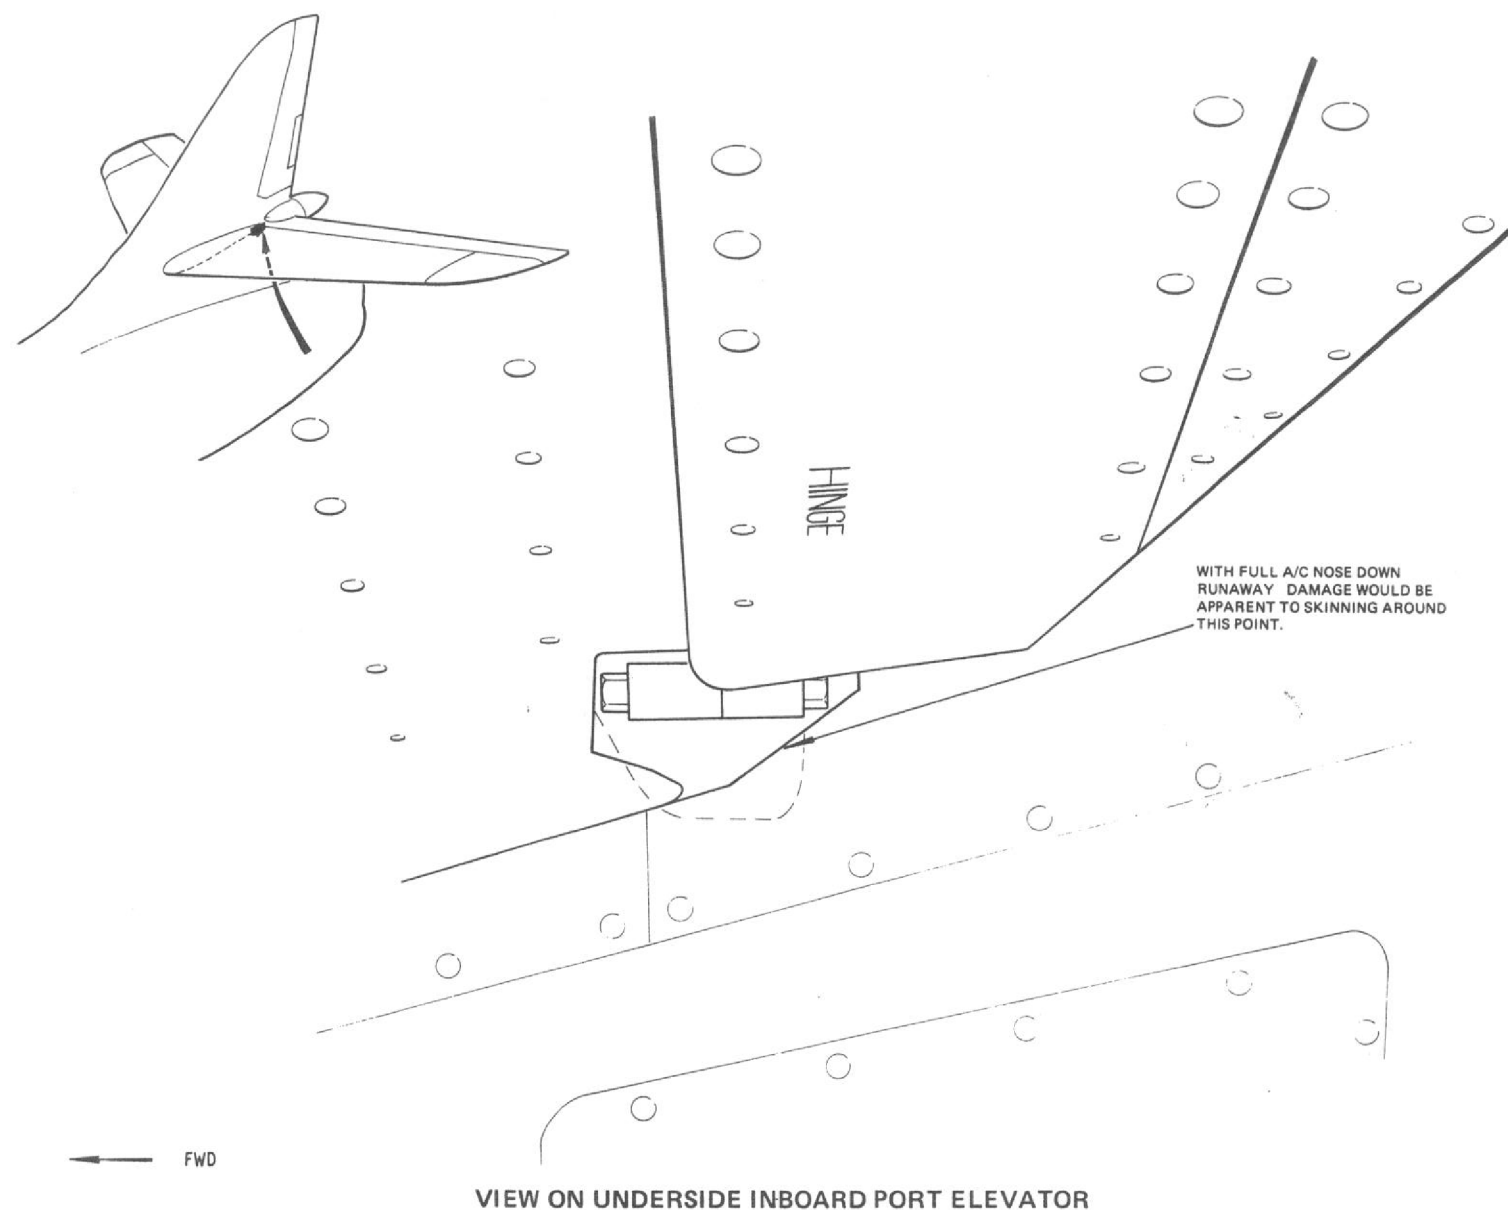 HINGE
WITH FULL A/C NOSE DOWN
RUNAWAY DAMAGE WOULD BE
APPARENT TO SKINNING AROUND
THIS POINT.
FWD
VIEW ON UNDERSIDE INBOARD PORT ELEVATOR